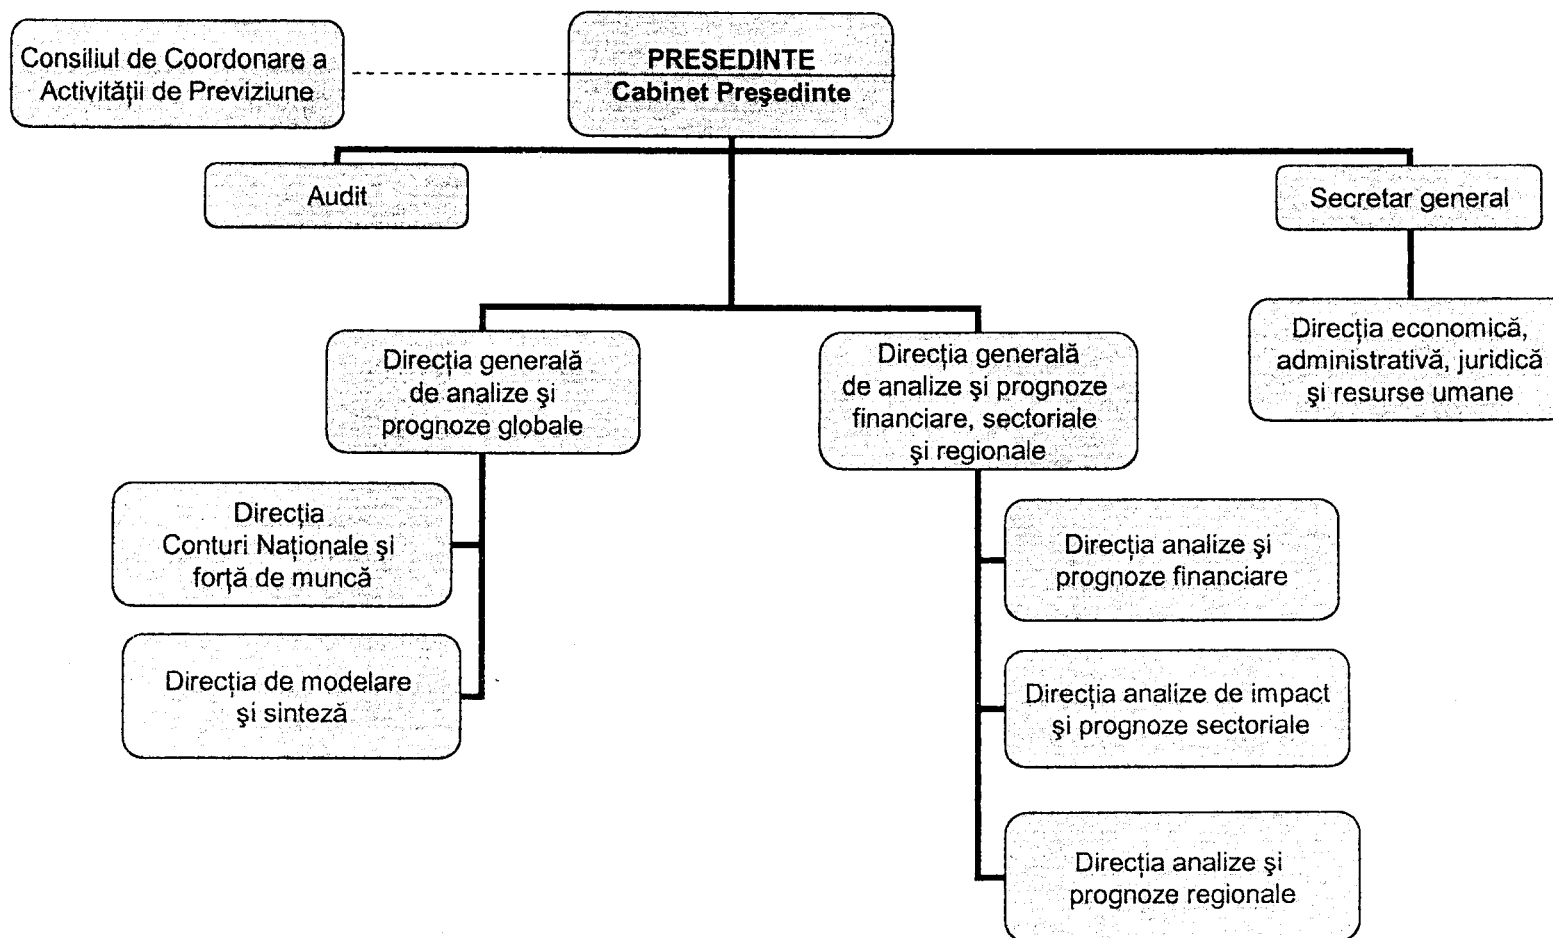 Consiliul de Coordonare a
Activităţii de Previziune
PRESEDINTE
Cabinet Preşedinte
Audit
Secretar general
Direcţia generală
de analize şi
prognoze globale
Direcţia generală
de analize şi prognoze
financiare, sectoriale
şi regionale
Direcţia economică,
administrativă, juridică
şi resurse umane
Direcţia
Conturi Naţionale şi
forţă de muncă
Direcţia de modelare
şi sinteză
Direcţia analize şi
prognoze financiare
Direcţia analize de impact
şi prognoze sectoriale
Direcţia analize şi
prognoze regionale